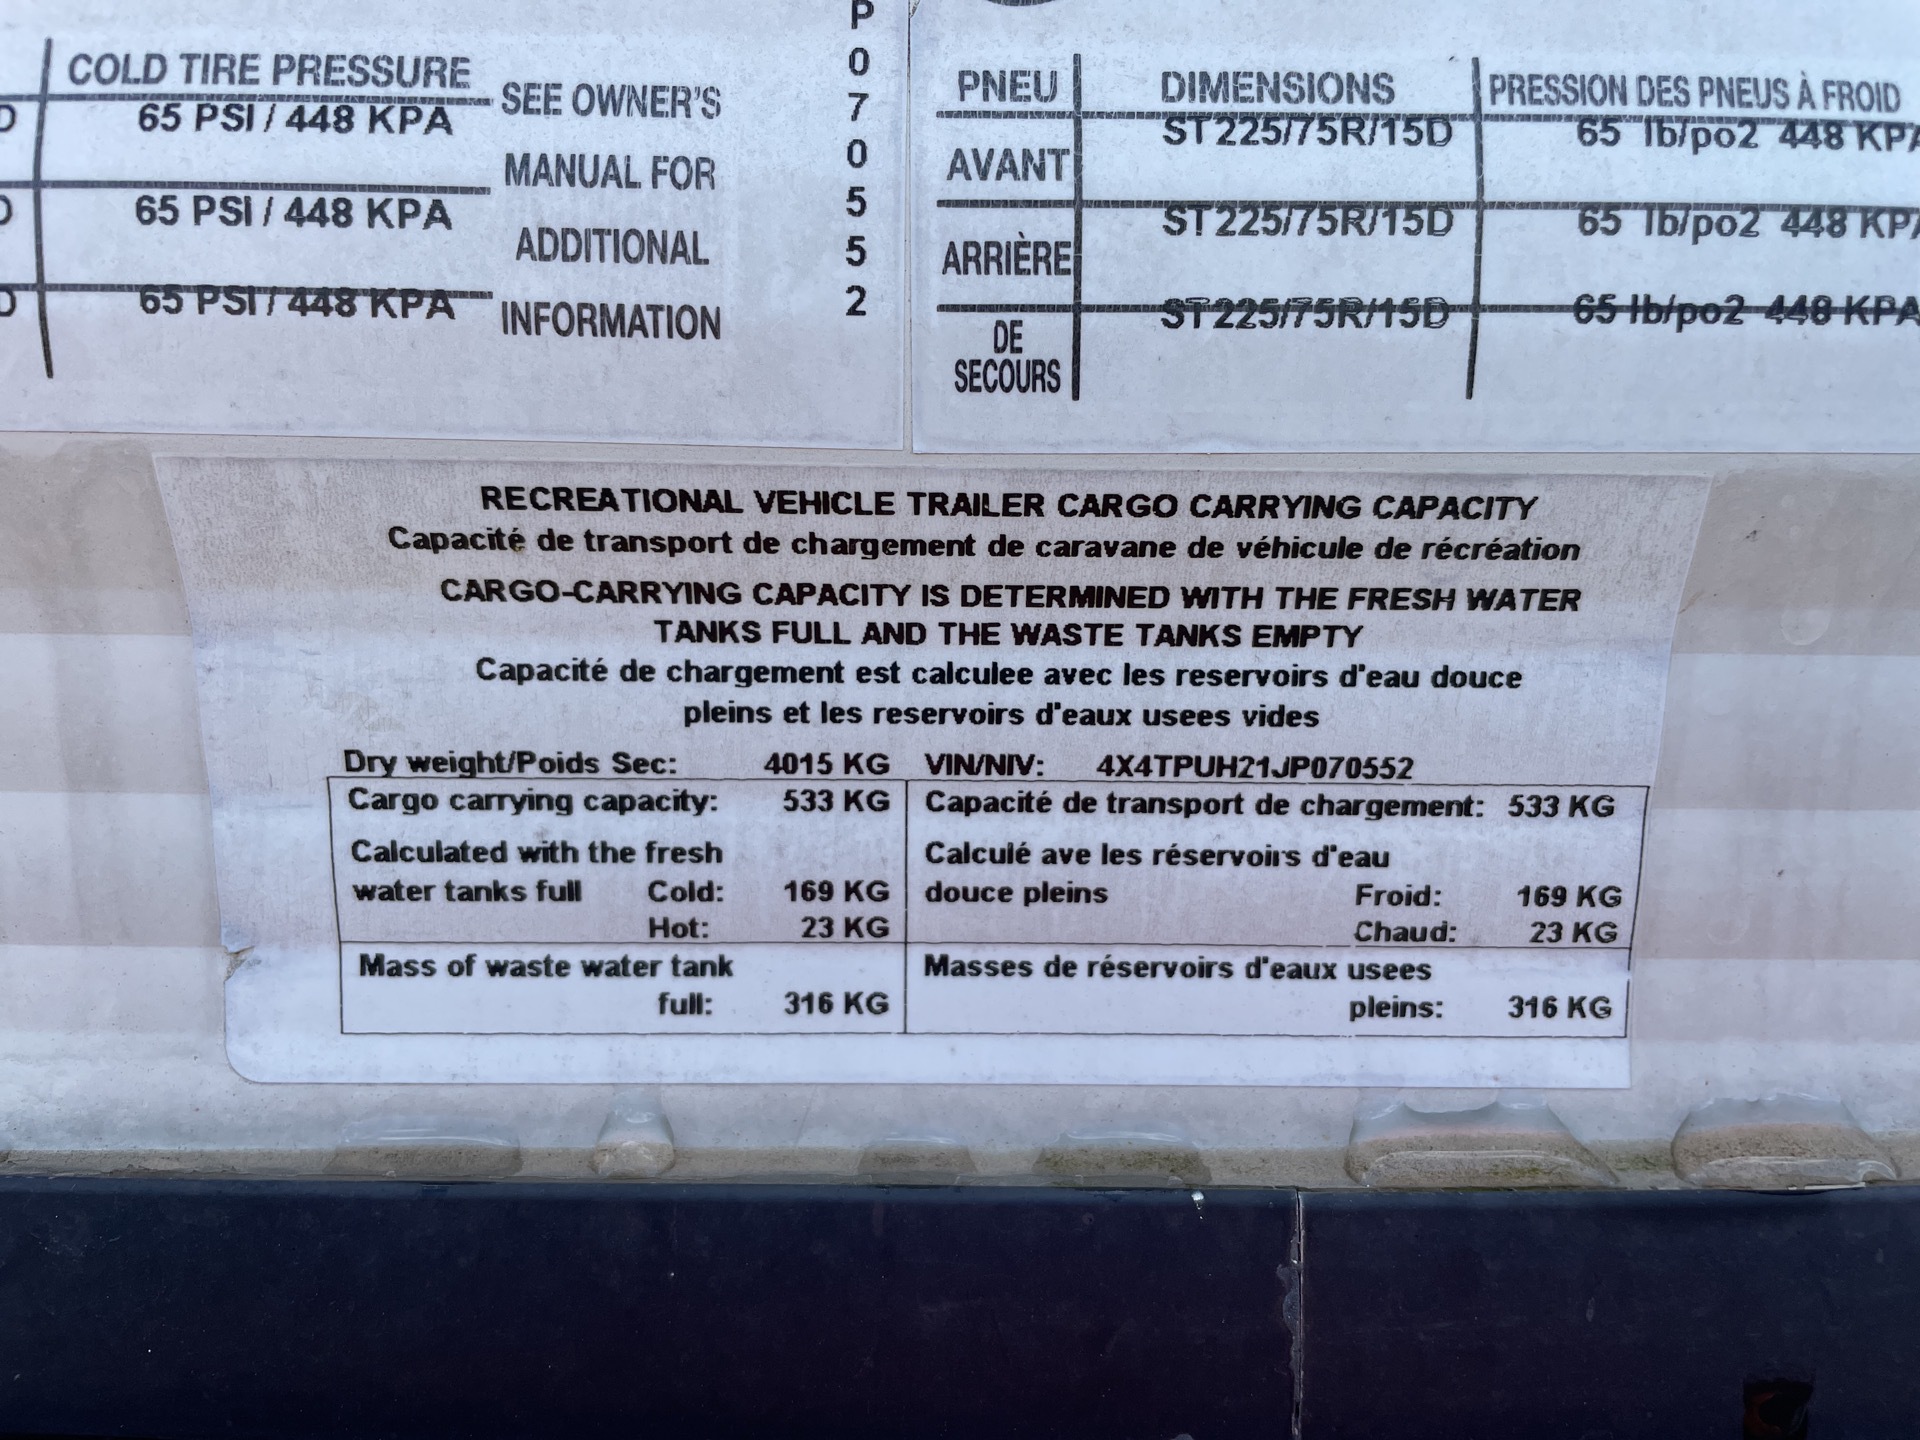 COLD TIRE PRESSURE
65 PSI / 448 KPA
65 PSI / 448 KPA
65 PSI / 448 KPA
SEE OWNER'S
MANUAL FOR
ADDITIONAL
INFORMATION
P
0
7
0
5
5
2
PNEU DIMENSIONS PRESSION DES PNEUS À FROID
AVANT ST225/75R/15D 65 lb/po2 448 KPA
ARRIÈRE ST225/75R/15D 65 lb/po2 448 KPA
DE SECOURS ST225/75R/15D 65 lb/po2 448 KPA
RECREATIONAL VEHICLE TRAILER CARGO CARRYING CAPACITY
Capacité de transport de chargement de caravane de véhicule de récréation
CARGO-CARRYING CAPACITY IS DETERMINED WITH THE FRESH WATER
TANKS FULL AND THE WASTE TANKS EMPTY
Capacité de chargement est calculee avec les reservoirs d'eau douce
pleins et les reservoirs d'eaux usees vides
Dry weight/Poids Sec: 4015 KG VIN/NIV: 4X4TPUH21JP070552
Cargo carrying capacity: 533 KG Capacité de transport de chargement: 533 KG
Calculated with the fresh Calculé ave les réservoirs d'eau
water tanks full Cold: 169 KG douce pleins Froid: 169 KG
Hot: 23 KG Chaud: 23 KG
Mass of waste water tank Masses de réservoirs d'eaux usees
full: 316 KG pleins: 316 KG